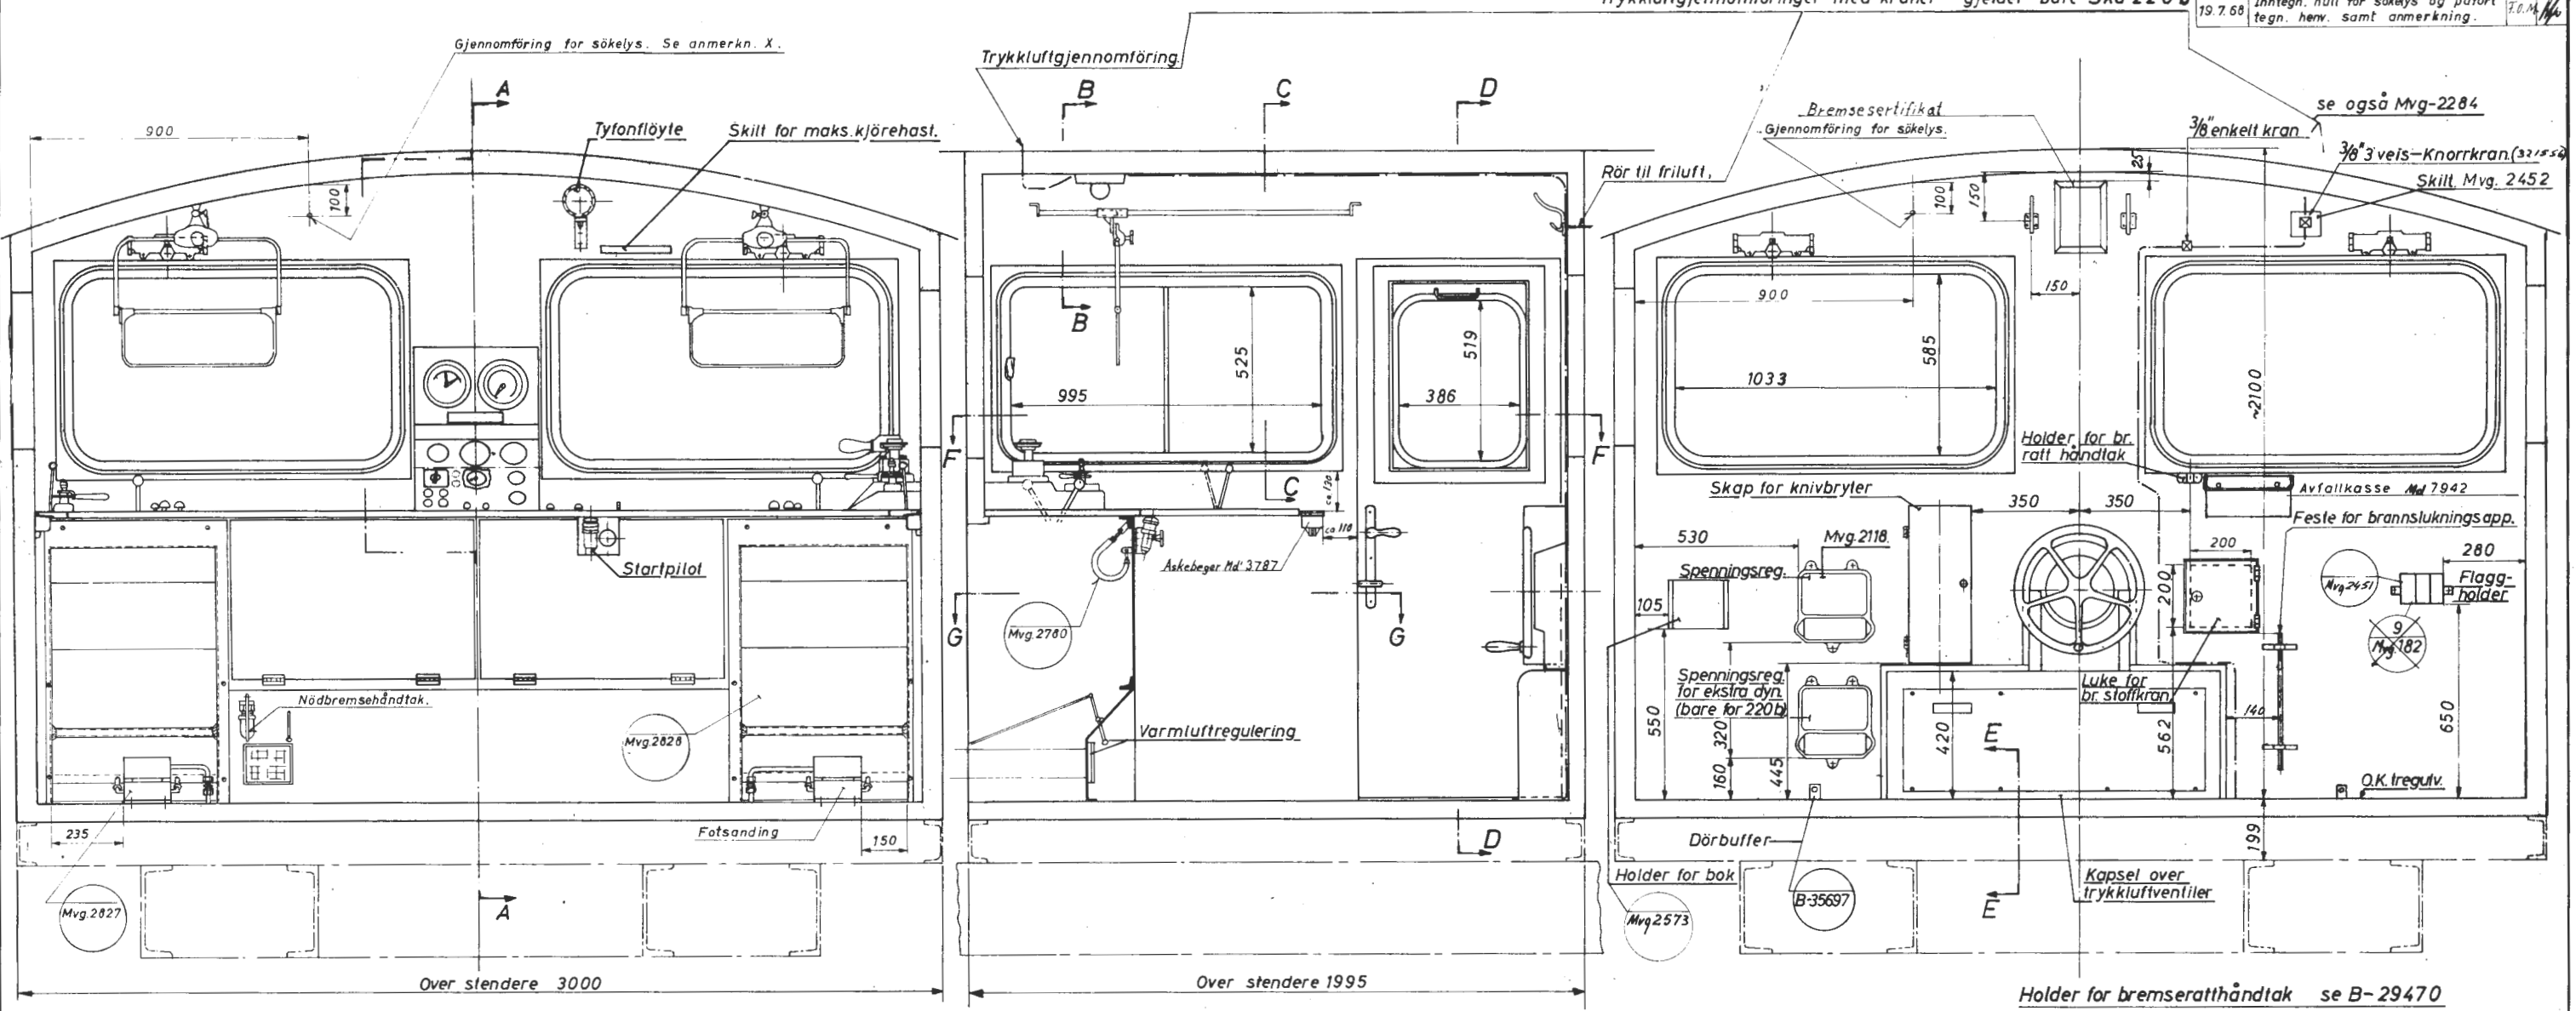 Trykkluftgjennomföringer med kraner gjelder bare Skd 220 b
19.7.68
Inntegn. hull for sökelys og påfört
tegn. henv. samt anmerkning.
T.O.M.
Gjennomföring for sökelys. Se anmerkn. X.
Trykkluftgjennomföring
A
B
C
D
900
Tyfonflöyte
Skilt for maks.kjörehast.
100
Bremsesertifikat
Gjennomföring for sökelys.
se også Mvg-2284
3/8" enkelt kran
3/8" 3 veis-Knorrkran.
Skilt. Mvg. 2452
Rör til friluft,
25
100
150
150
900
B
525
519
585
995
386
1033
~2100
F
F
C
Holder for br.
ratt håndtak
Skap for knivbryter
Avfallkasse Md 7942
350
350
Feste for brannslukningsapp.
ca 130
ca 110
530
Mvg.2118.
200
280
Startpilot
Askebeger Md' 3787
Spenningsreg.
Mvg2451
Flagg-
holder
200
105
G
G
Mvg.2760
9
Mvg.182
Spenningsreg.
for ekstra dyn.
(bare for 220b)
Luke for
br. stoffkran
Nödbremsehåndtak.
Mvg.2828
Varmluftregulering
550
320
160
445
420
E
562
140
650
O.K. tregulv.
235
Fotsanding
150
D
Dörbuffer
199
Holder for bok
Kapsel over
trykkluftventiler
Mvg.2827
A
B-35697
E
Mvg2573
Over stendere 3000
Over stendere 1995
Holder for bremseratthåndtak se B-29470